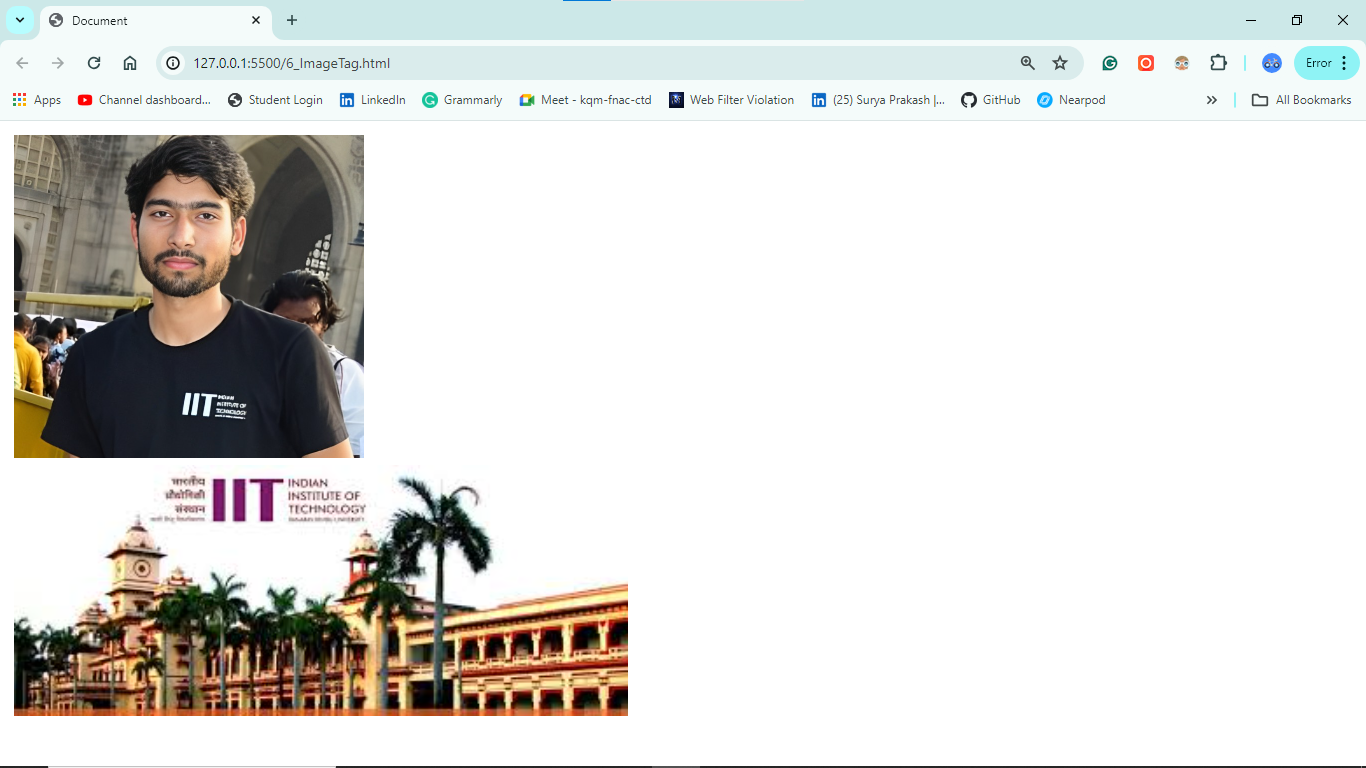 Document
127.0.0.1:5500/6_ImageTag.html
Error
Apps
Channel dashboard...
Student Login
LinkedIn
Grammarly
Meet - kqm-fnac-ctd
Web Filter Violation
(25) Surya Prakash |...
GitHub
Nearpod
All Bookmarks
IIT
INDIAN
INSTITUTE OF
TECHNOLOGY
भारतीय
प्रौद्योगिकी
संस्थान
IIT
INDIAN
INSTITUTE OF
TECHNOLOGY